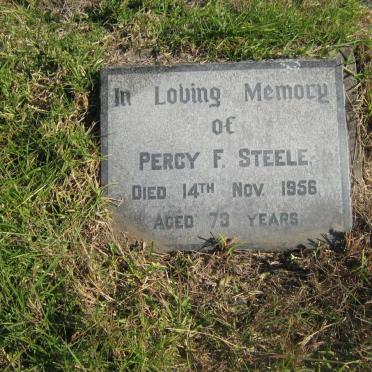 In Loving Memory
of
PERCY F. STEELE,
DIED 14TH NOV. 1956
AGED 73 YEARS